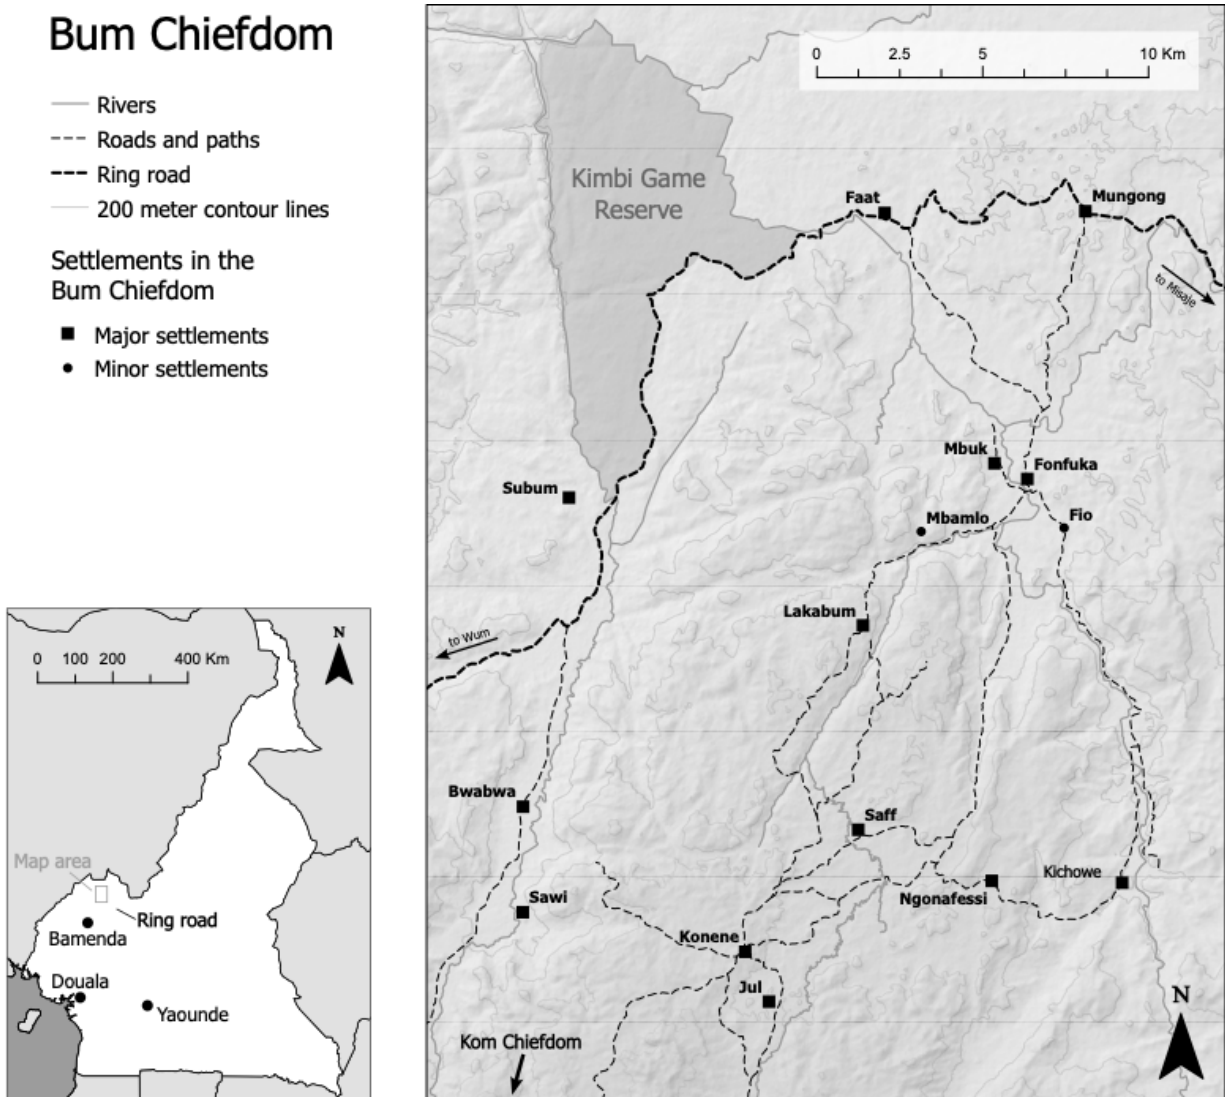 Bum Chiefdom
Rivers
Roads and paths
Ring road
200 meter contour lines
Settlements in the
Bum Chiefdom
Major settlements
Minor settlements
0 2.5 5 10 Km
Kimbi Game
Reserve
Faat
Mungong
to Misaje
Mbuk
Fonfuka
Subum
Mbamlo
Fio
Lakabum
to Wum
Bwabwa
Saff
Kichowe
Sawi
Ngonafessi
Konene
Jul
N
Kom Chiefdom
N
0 100 200 400 Km
Map area
Ring road
Bamenda
Douala
Yaounde